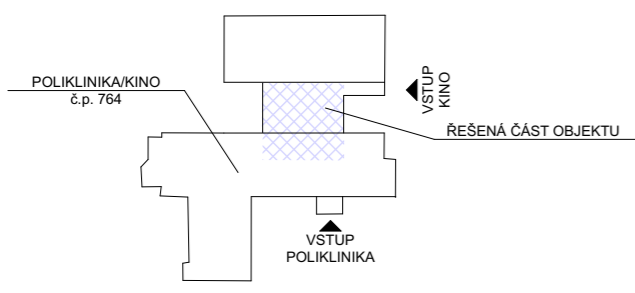 POLIKLINIKA/KINO
č.p. 764
VSTUP
KINO
ŘEŠENÁ ČÁST OBJEKTU
VSTUP
POLIKLINIKA